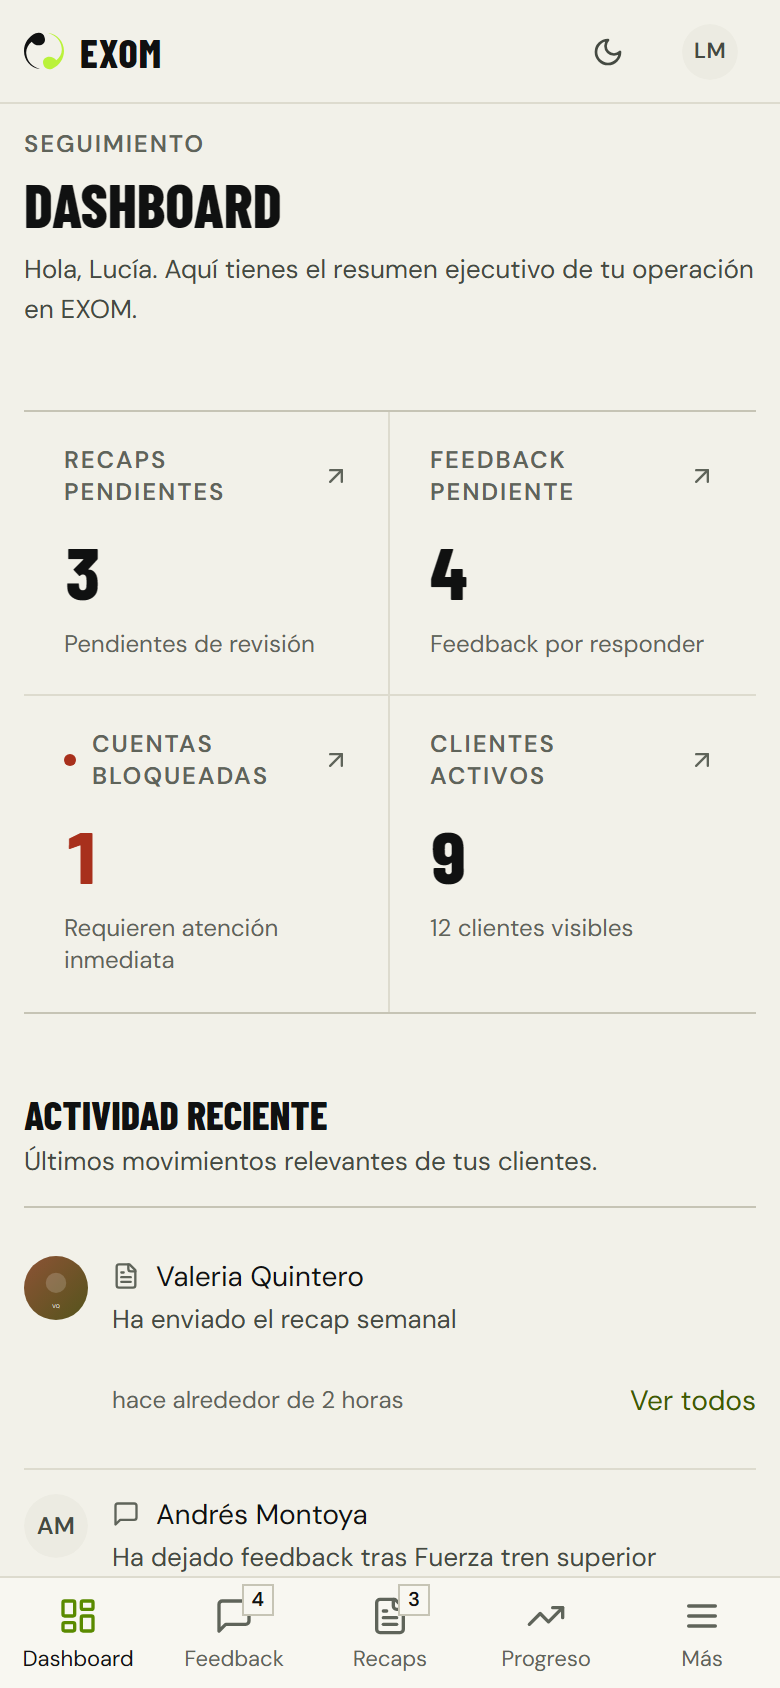 EXOM
LM
SEGUIMIENTO
DASHBOARD
Hola, Lucía. Aquí tienes el resumen ejecutivo de tu operación
en EXOM.
RECAPS
PENDIENTES
3
Pendientes de revisión
FEEDBACK
PENDIENTE
4
Feedback por responder
CUENTAS
BLOQUEADAS
1
Requieren atención
inmediata
CLIENTES
ACTIVOS
9
12 clientes visibles
ACTIVIDAD RECIENTE
Últimos movimientos relevantes de tus clientes.
VQ
Valeria Quintero
Ha enviado el recap semanal
hace alrededor de 2 horas
Ver todos
AM
Andrés Montoya
Ha dejado feedback tras Fuerza tren superior
4
3
Dashboard
Feedback
Recaps
Progreso
Más